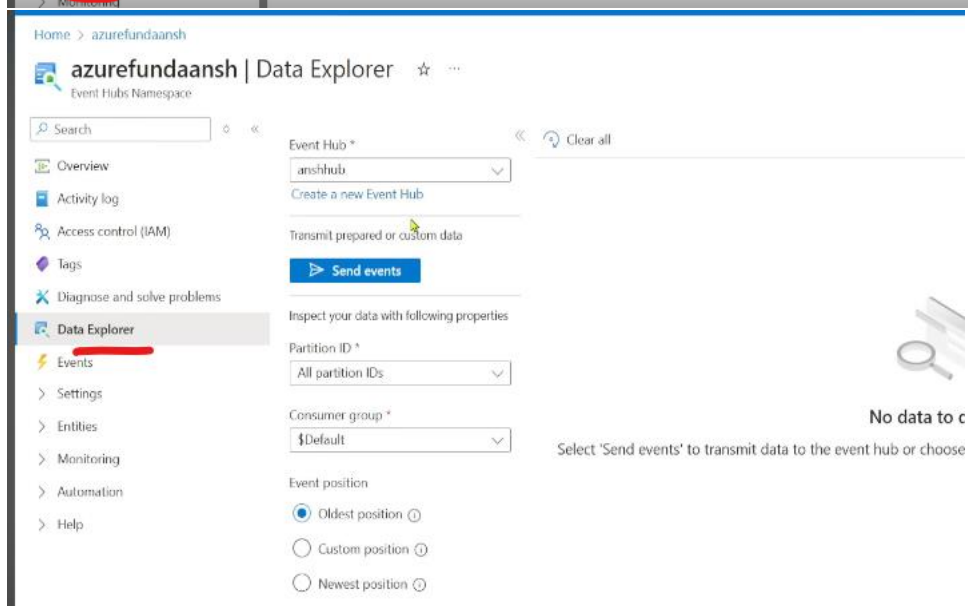 Monitoring
Home > azurefundaansh
azurefundaansh | Data Explorer
Event Hubs Namespace
Search
Overview
Activity log
Access control (IAM)
Tags
Diagnose and solve problems
Data Explorer
Events
Settings
Entities
Monitoring
Automation
Help
Event Hub *
anshhub
Create a new Event Hub
Transmit prepared or custom data
Send events
Inspect your data with following properties
Partition ID *
All partition IDs
Consumer group *
$Default
Event position
Oldest position
Custom position
Newest position
Clear all
No data to
Select 'Send events' to transmit data to the event hub or choose